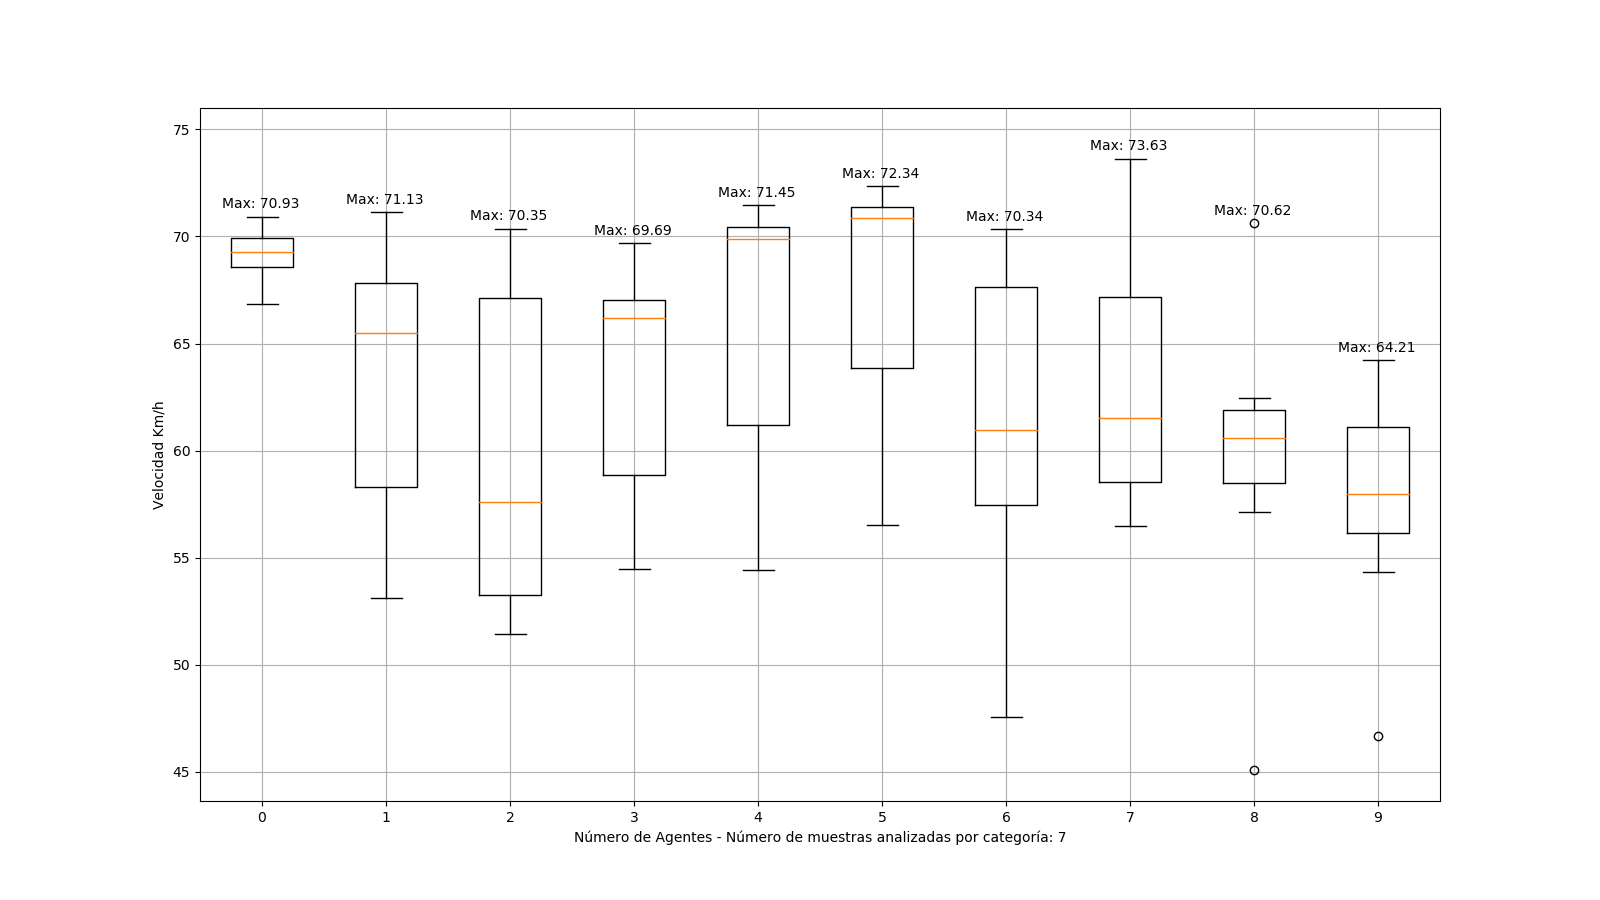 75
70
65
60
55
50
45
Velocidad Km/h
Max: 70.93
Max: 71.13
Max: 70.35
Max: 69.69
Max: 71.45
Max: 72.34
Max: 70.34
Max: 73.63
Max: 70.62
Max: 64.21
0 1 2 3 4 5 6 7 8 9
Número de Agentes - Número de muestras analizadas por categoría: 7